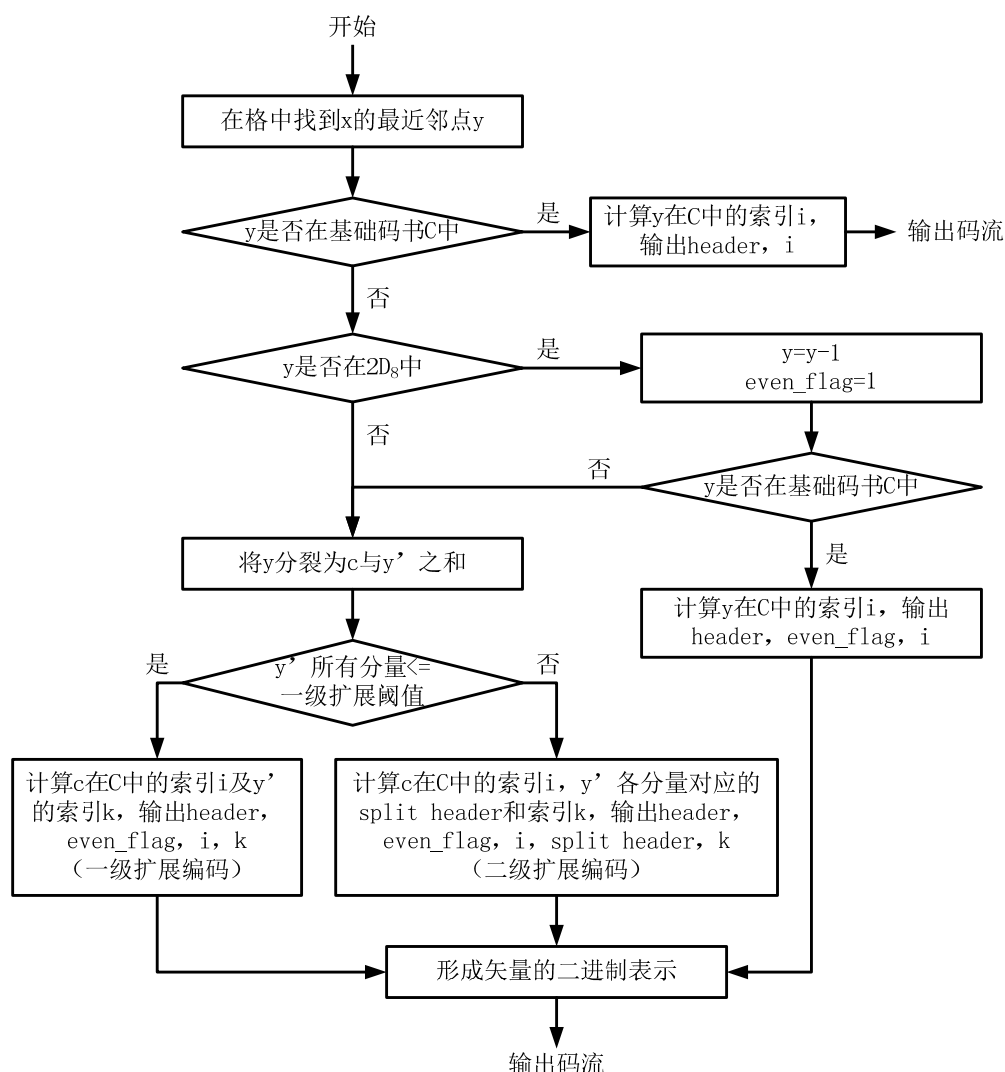 开始
在格中找到x的最近邻点y
y是否在基础码书C中
是
计算y在C中的索引i，
输出header，i
输出码流
否
y是否在2D₈中
是
y=y-1
even_flag=1
否
否
y是否在基础码书C中
将y分裂为c与y’之和
是
计算y在C中的索引i，输出
header，even_flag，i
是
y’所有分量<=
一级扩展阈值
否
计算c在C中的索引i及y’
的索引k，输出header，
even_flag，i，k
（一级扩展编码）
计算c在C中的索引i，y’各分量对应的
split header和索引k，输出header，
even_flag，i，split header，k
（二级扩展编码）
形成矢量的二进制表示
输出码流